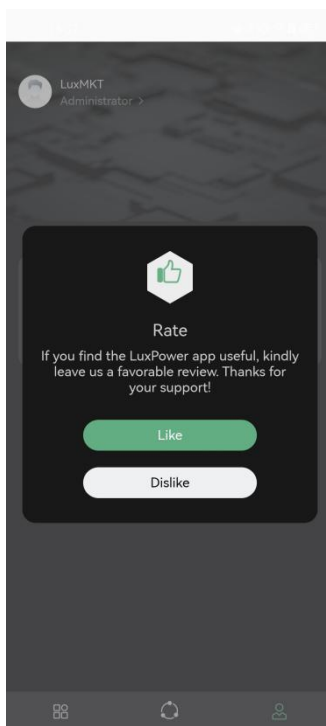 LuxMKT
Administrator >
Rate
If you find the LuxPower app useful, kindly
leave us a favorable review. Thanks for
your support!
Like
Dislike